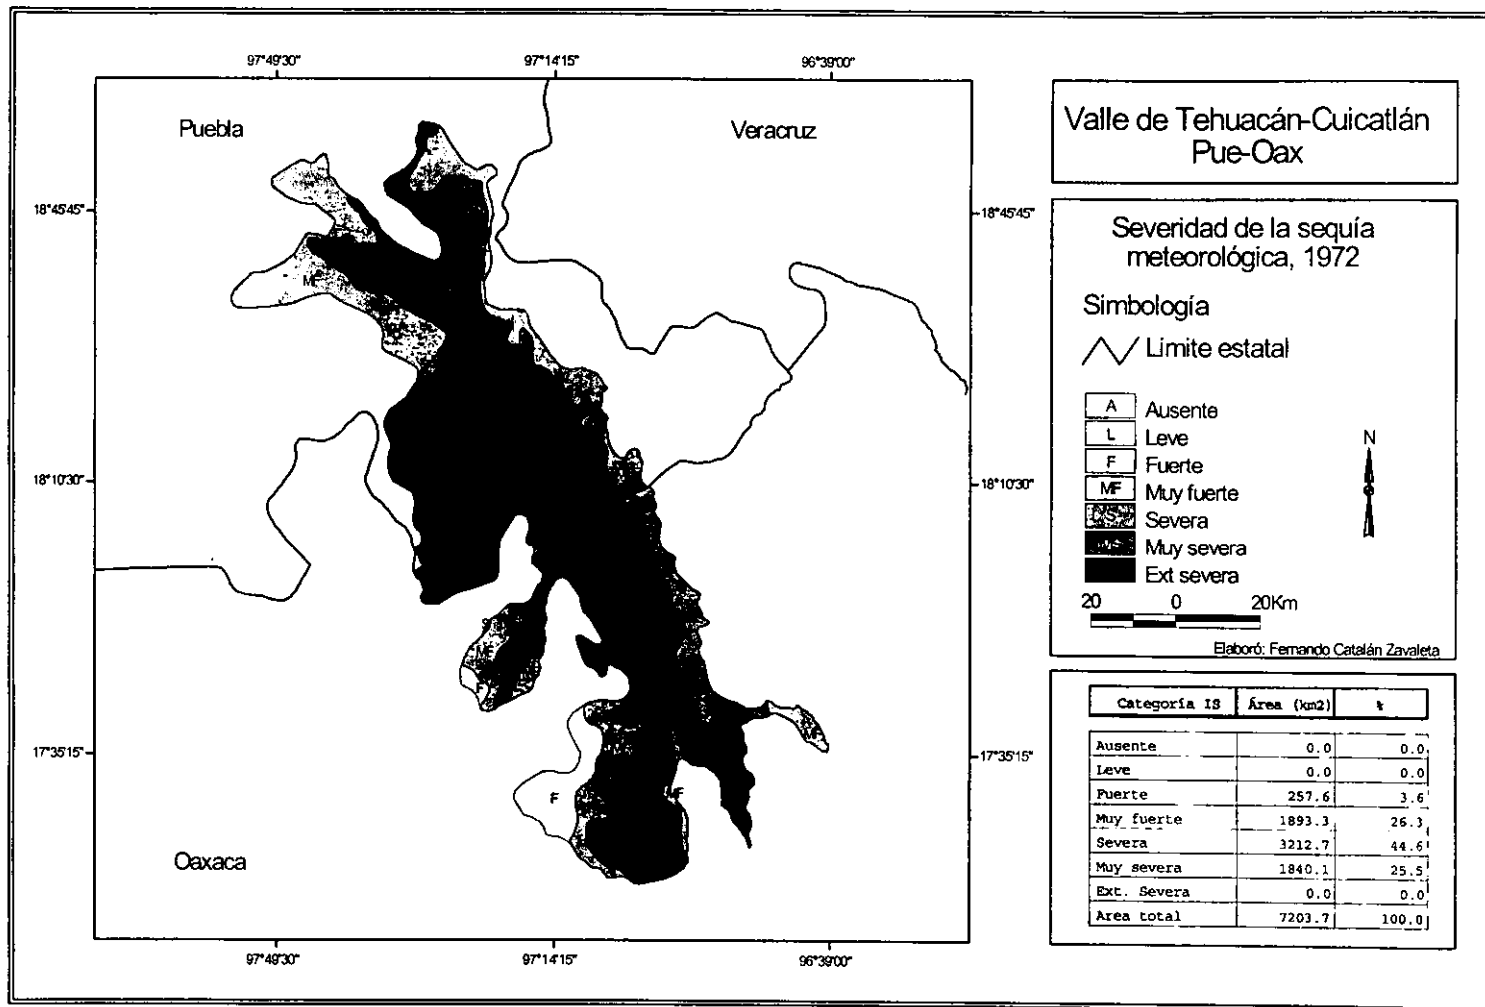 97°49'30"
97°14'15"
96°39'00"
Puebla
Veracruz
18°45'45"
18°45'45"
MF
18°10'30"
18°10'30"
MF
F
MF
17°35'15"
17°35'15"
F
MF
Oaxaca
97°49'30"
97°14'15"
96°39'00"
Valle de Tehuacán-Cuicatlán
Pue-Oax
Severidad de la sequía
meteorológica, 1972
Simbología
Límite estatal
A Ausente
L Leve
F Fuerte
MF Muy fuerte
S Severa
MS Muy severa
Ext severa
N
20 0 20Km
Elaboró: Fernando Catalán Zavaleta
Categoría IS Área (km2) %
Ausente 0.0 0.0
Leve 0.0 0.0
Fuerte 257.6 3.6
Muy fuerte 1893.3 26.3
Severa 3212.7 44.6
Muy severa 1840.1 25.5
Ext. Severa 0.0 0.0
Area total 7203.7 100.0